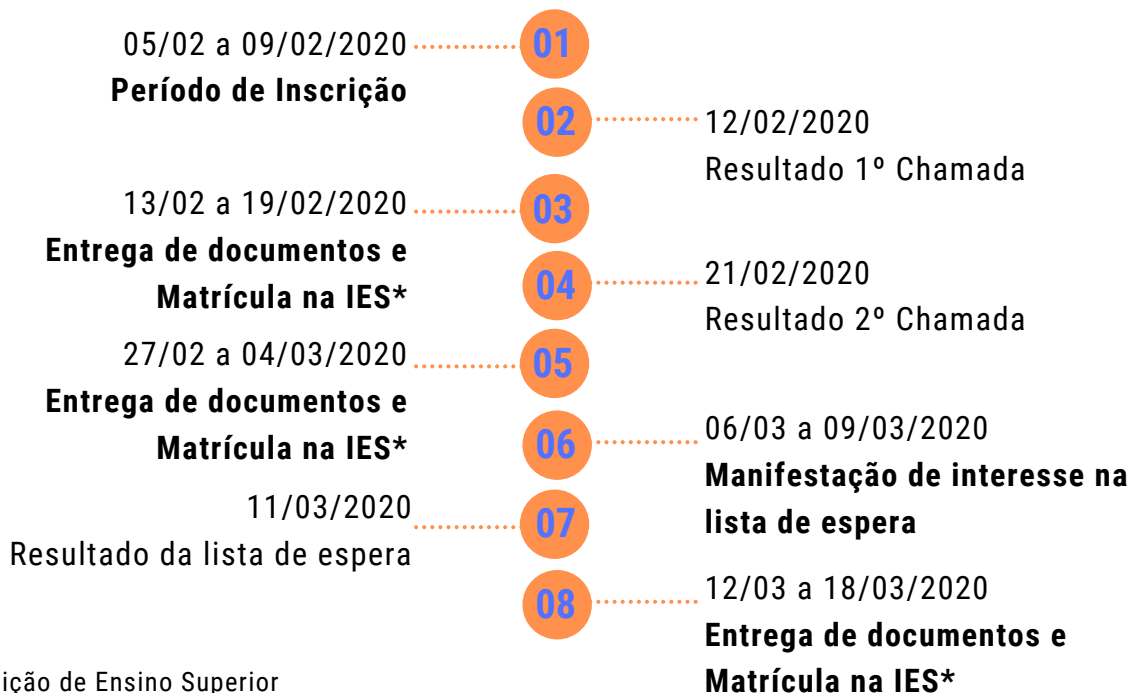 05/02 a 09/02/2020
Período de Inscrição
01
02
12/02/2020
Resultado 1º Chamada
13/02 a 19/02/2020
Entrega de documentos e
Matrícula na IES*
03
04
21/02/2020
Resultado 2º Chamada
27/02 a 04/03/2020
Entrega de documentos e
Matrícula na IES*
05
06
06/03 a 09/03/2020
Manifestação de interesse na
lista de espera
11/03/2020
Resultado da lista de espera
07
08
12/03 a 18/03/2020
Entrega de documentos e
Matrícula na IES*
ição de Ensino Superior